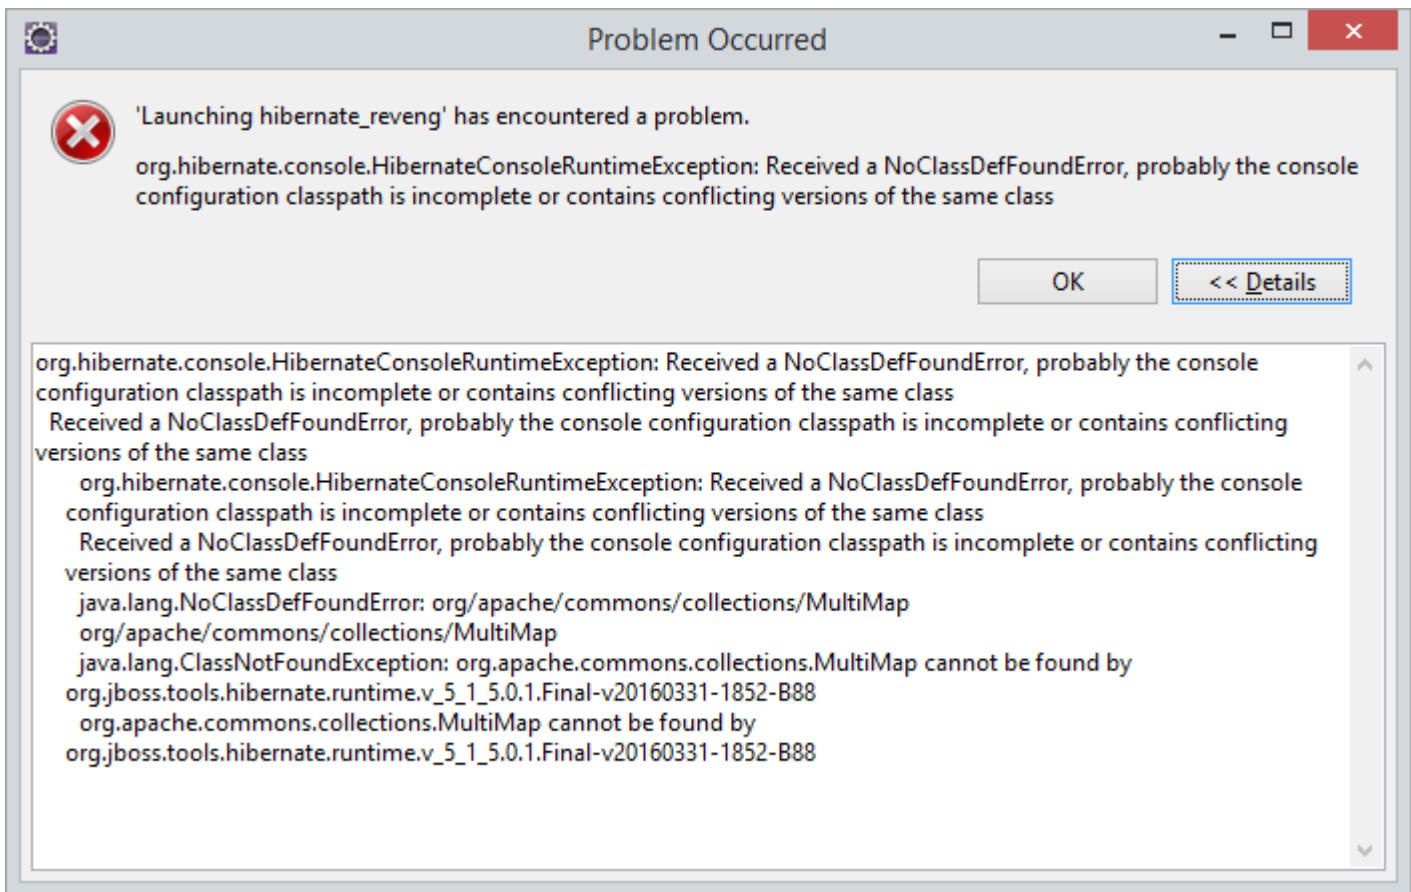 Problem Occurred
'Launching hibernate_reveng' has encountered a problem.
org.hibernate.console.HibernateConsoleRuntimeException: Received a NoClassDefFoundError, probably the console
configuration classpath is incomplete or contains conflicting versions of the same class
OK
<< Details
org.hibernate.console.HibernateConsoleRuntimeException: Received a NoClassDefFoundError, probably the console
configuration classpath is incomplete or contains conflicting versions of the same class
Received a NoClassDefFoundError, probably the console configuration classpath is incomplete or contains conflicting
versions of the same class
org.hibernate.console.HibernateConsoleRuntimeException: Received a NoClassDefFoundError, probably the console
configuration classpath is incomplete or contains conflicting versions of the same class
Received a NoClassDefFoundError, probably the console configuration classpath is incomplete or contains conflicting
versions of the same class
java.lang.NoClassDefFoundError: org/apache/commons/collections/MultiMap
org/apache/commons/collections/MultiMap
java.lang.ClassNotFoundException: org.apache.commons.collections.MultiMap cannot be found by
org.jboss.tools.hibernate.runtime.v_5_1_5.0.1.Final-v20160331-1852-B88
org.apache.commons.collections.MultiMap cannot be found by
org.jboss.tools.hibernate.runtime.v_5_1_5.0.1.Final-v20160331-1852-B88